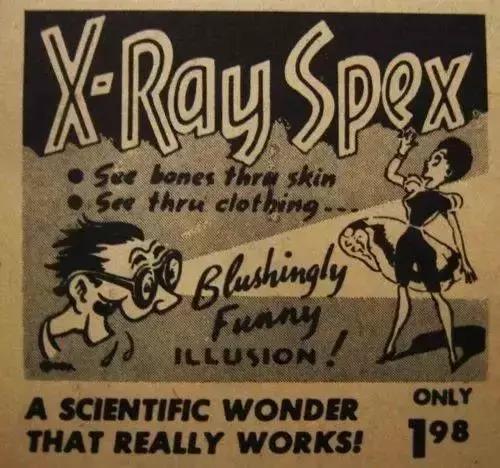 X-Ray Spex
• See bones thru skin
• See thru clothing...
Blushingly
Funny
ILLUSION!
A SCIENTIFIC WONDER
THAT REALLY WORKS!
ONLY
1 98